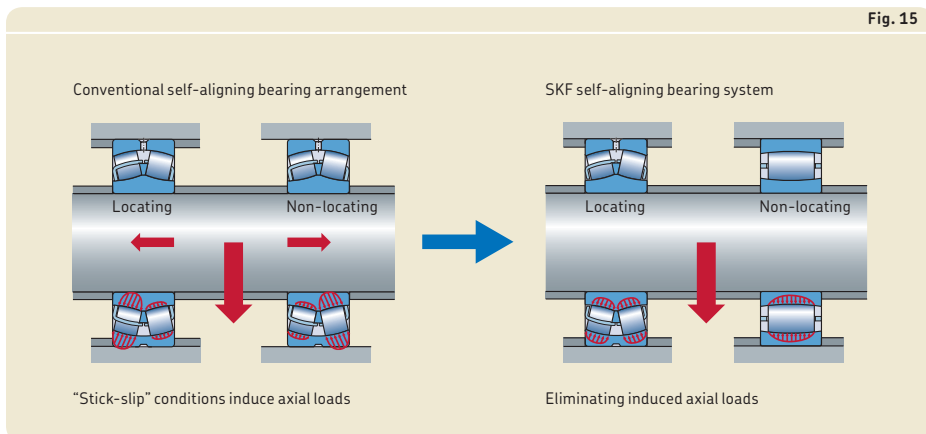 Fig. 15
Conventional self-aligning bearing arrangement
Locating
Non-locating
“Stick-slip” conditions induce axial loads
SKF self-aligning bearing system
Locating
Non-locating
Eliminating induced axial loads